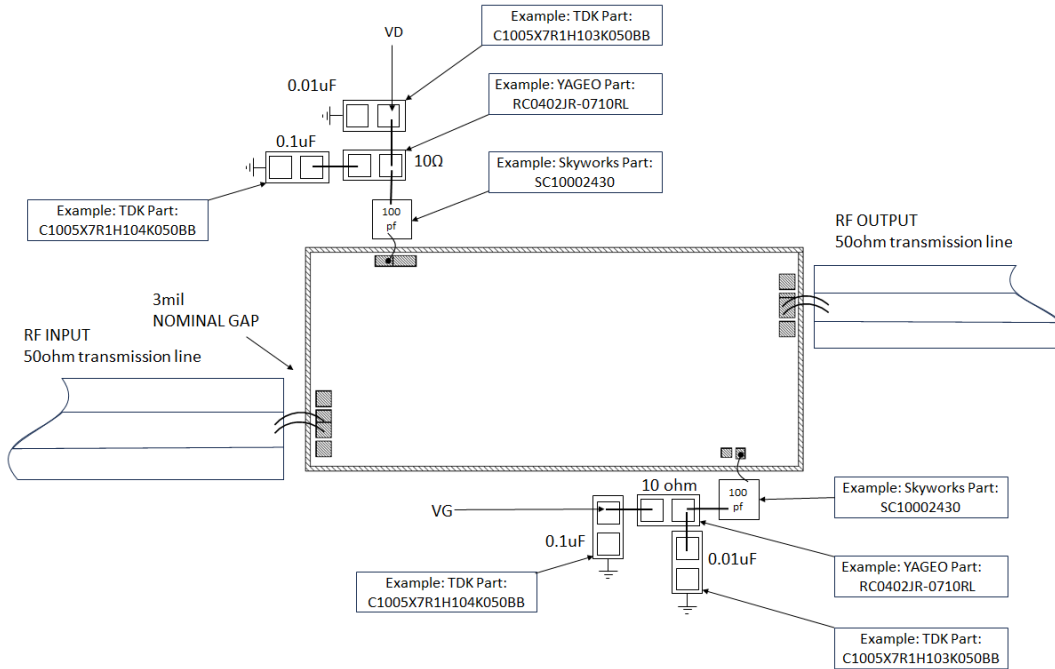 Example: TDK Part:
C1005X7R1H103K050BB
VD
0.01uF
Example: YAGEO Part:
RC0402JR-0710RL
0.1uF
10Ω
Example: Skyworks Part:
SC10002430
Example: TDK Part:
C1005X7R1H104K050BB
100
pf
RF OUTPUT
50ohm transmission line
3mil
NOMINAL GAP
RF INPUT
50ohm transmission line
10 ohm
100
pf
Example: Skyworks Part:
SC10002430
VG
0.1uF
0.01uF
Example: TDK Part:
C1005X7R1H104K050BB
Example: YAGEO Part:
RC0402JR-0710RL
Example: TDK Part:
C1005X7R1H103K050BB